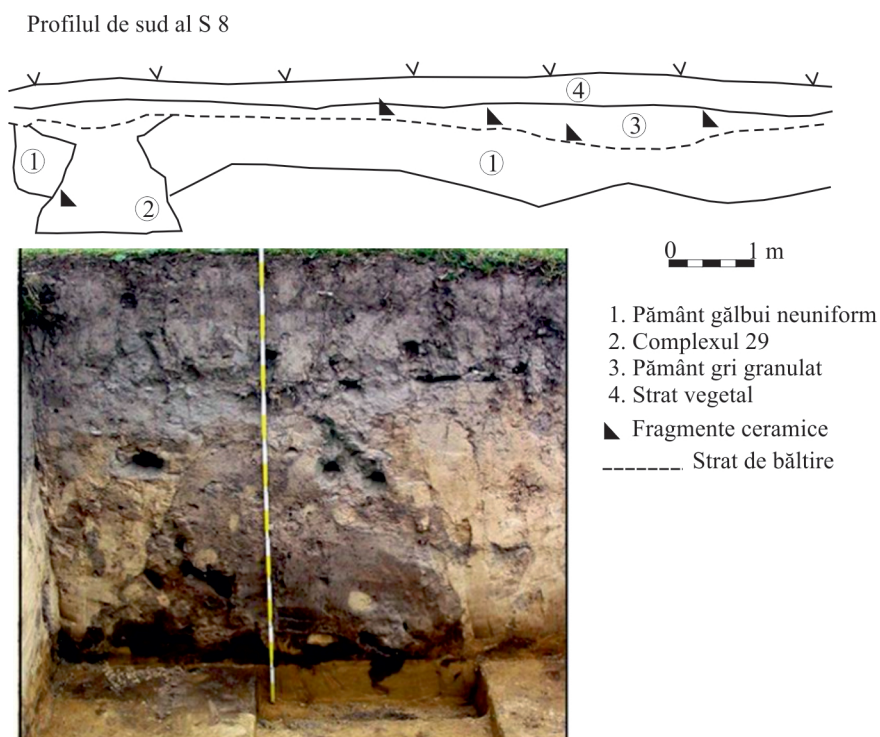 Profilul de sud al S 8
4
3
1
1
2
0 1 m
1. Pământ gălbui neuniform
2. Complexul 29
3. Pământ gri granulat
4. Strat vegetal
Fragmente ceramice
Strat de băltire